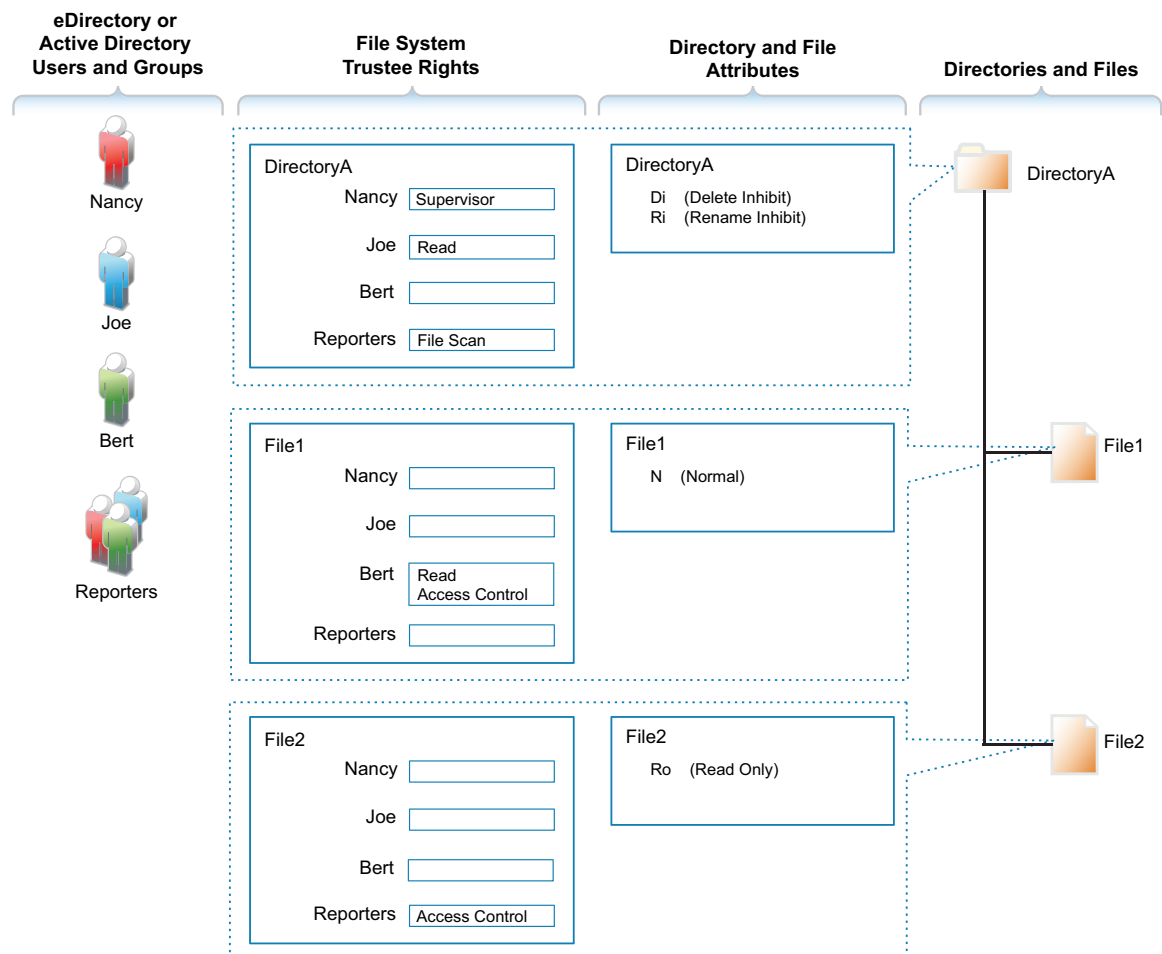 eDirectory or
Active Directory
Users and Groups
File System
Trustee Rights
Directory and File
Attributes
Directories and Files
Nancy
Joe
Bert
Reporters
DirectoryA
Nancy Supervisor
Joe Read
Bert
Reporters File Scan
DirectoryA
Di (Delete Inhibit)
Ri (Rename Inhibit)
DirectoryA
File1
Nancy
Joe
Bert Read
Access Control
Reporters
File1
N (Normal)
File1
File2
Nancy
Joe
Bert
Reporters Access Control
File2
Ro (Read Only)
File2